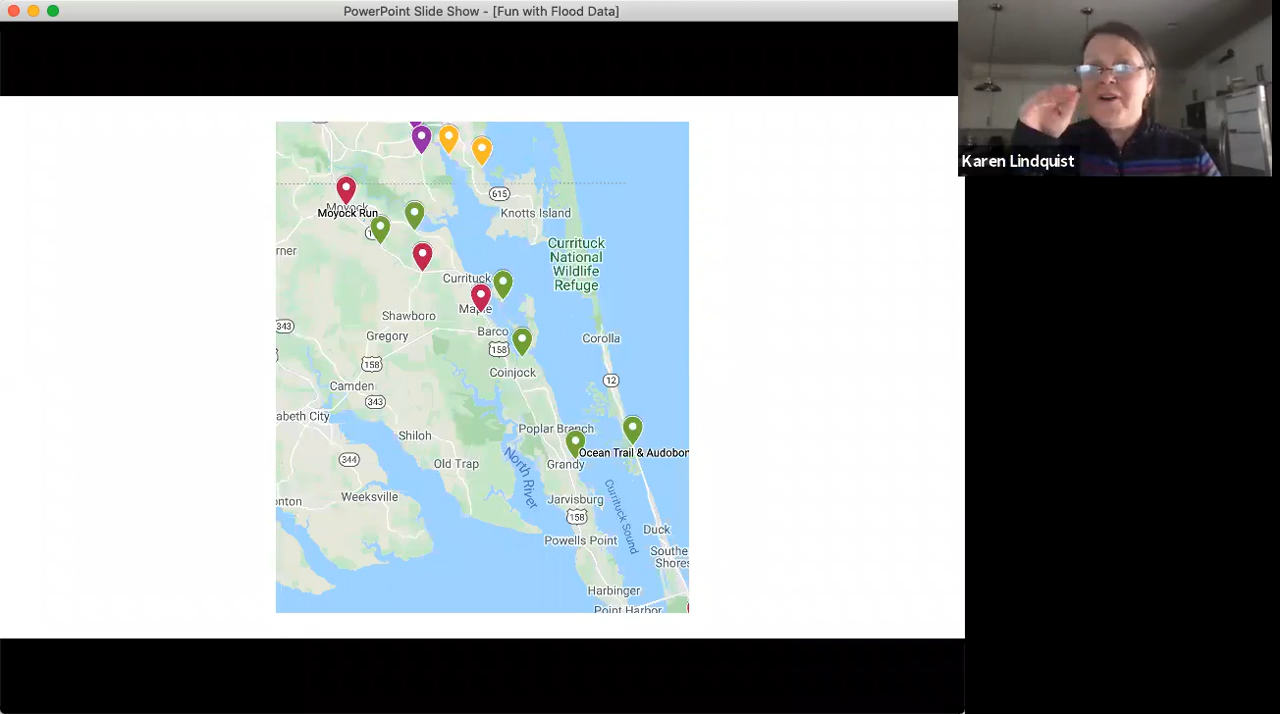 PowerPoint Slide Show - [Fun with Flood Data]
Karen Lindquist
615
Moyock
Moyock Run
Knotts Island
rner
Currituck
National
Wildlife
Refuge
Currituck
Maple
343
Shawboro
Gregory
Barco
158
Corolla
158
Coinjock
12
Camden
343
abeth City
Poplar Branch
Shiloh
Ocean Trail & Audobon
344
Old Trap
Grandy
North River
Weeksville
nton
Jarvisburg
Currituck Sound
158
Duck
Powells Point
Southe
Shores
Harbinger
Point Harbor